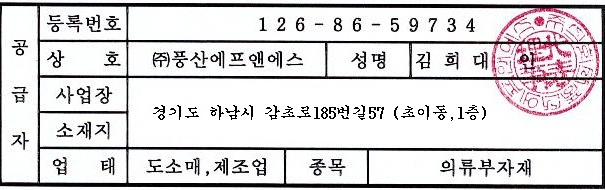 공급자
등록번호 126-86-59734
상 호 ㈜풍산에프앤에스 성명 김희대 인
사업장 소재지 경기도 하남시 감초로185번길57 (초이동,1층)
업 태 도소매,제조업 종목 의류부자재